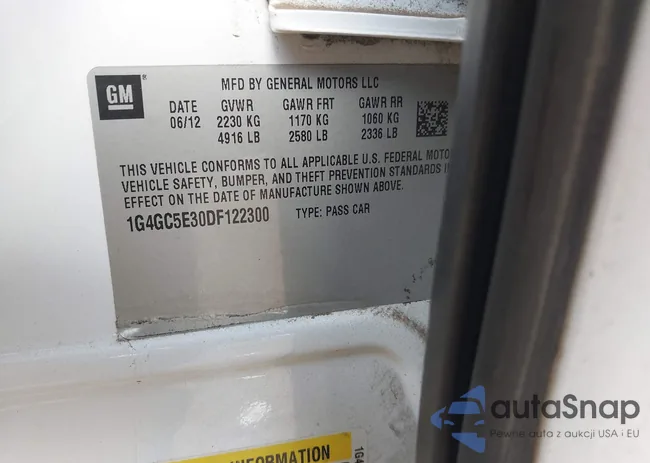 GM
MFD BY GENERAL MOTORS LLC
DATE GVWR GAWR FRT GAWR RR
06/12 2230 KG 1170 KG 1060 KG
4916 LB 2580 LB 2336 LB
THIS VEHICLE CONFORMS TO ALL APPLICABLE U.S. FEDERAL MOTO
VEHICLE SAFETY, BUMPER, AND THEFT PREVENTION STANDARDS IN
EFFECT ON THE DATE OF MANUFACTURE SHOWN ABOVE.
1G4GC5E30DF122300 TYPE: PASS CAR
autoSnap
Pewne auta z aukcji USA i EU
INFORMATION
1G4